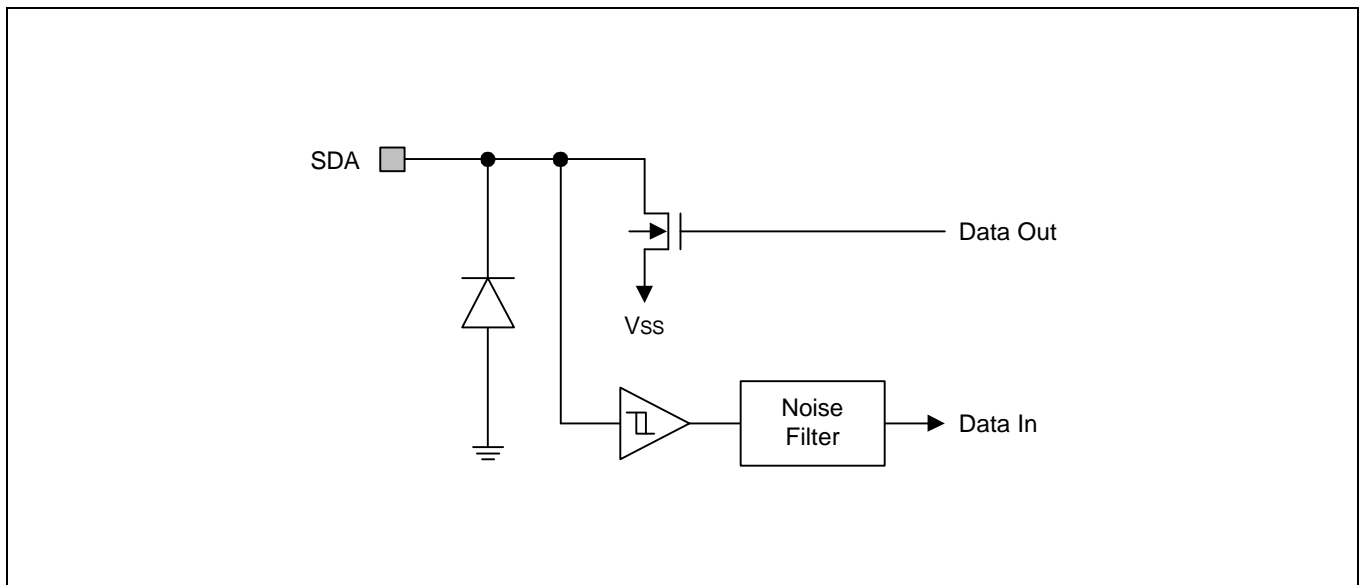 SDA
Data Out
VSS
Noise
Filter
Data In